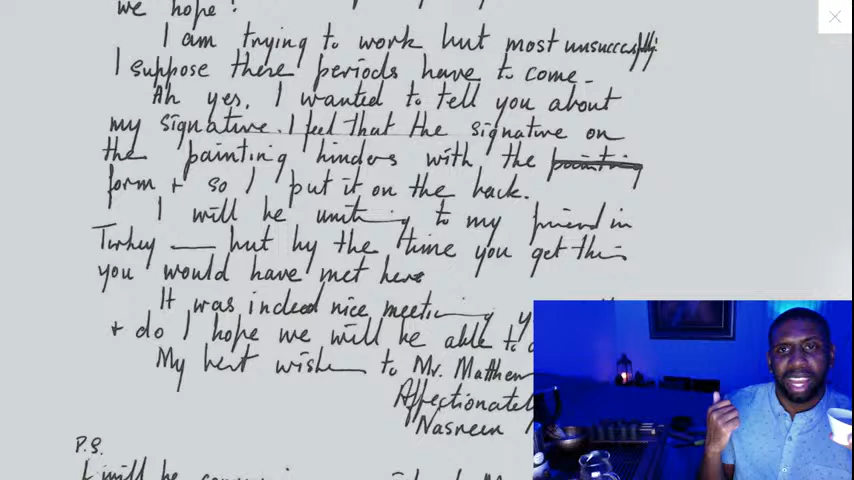 we hope!
I am trying to work but most unsuccessfully.
I suppose these periods have to come -
Ah yes, I wanted to tell you about
my signature. I feel that the signature on
the painting hinders with the painting
form + so I put it on the back.
I will be writing to my friend in
Turkey — but by the time you get this
you would have met her
It was indeed nice meeting
+ do I hope we will be able to
My best wishes to Mr. Matthew
Affectionately
Nasreen
P.S.
I will be